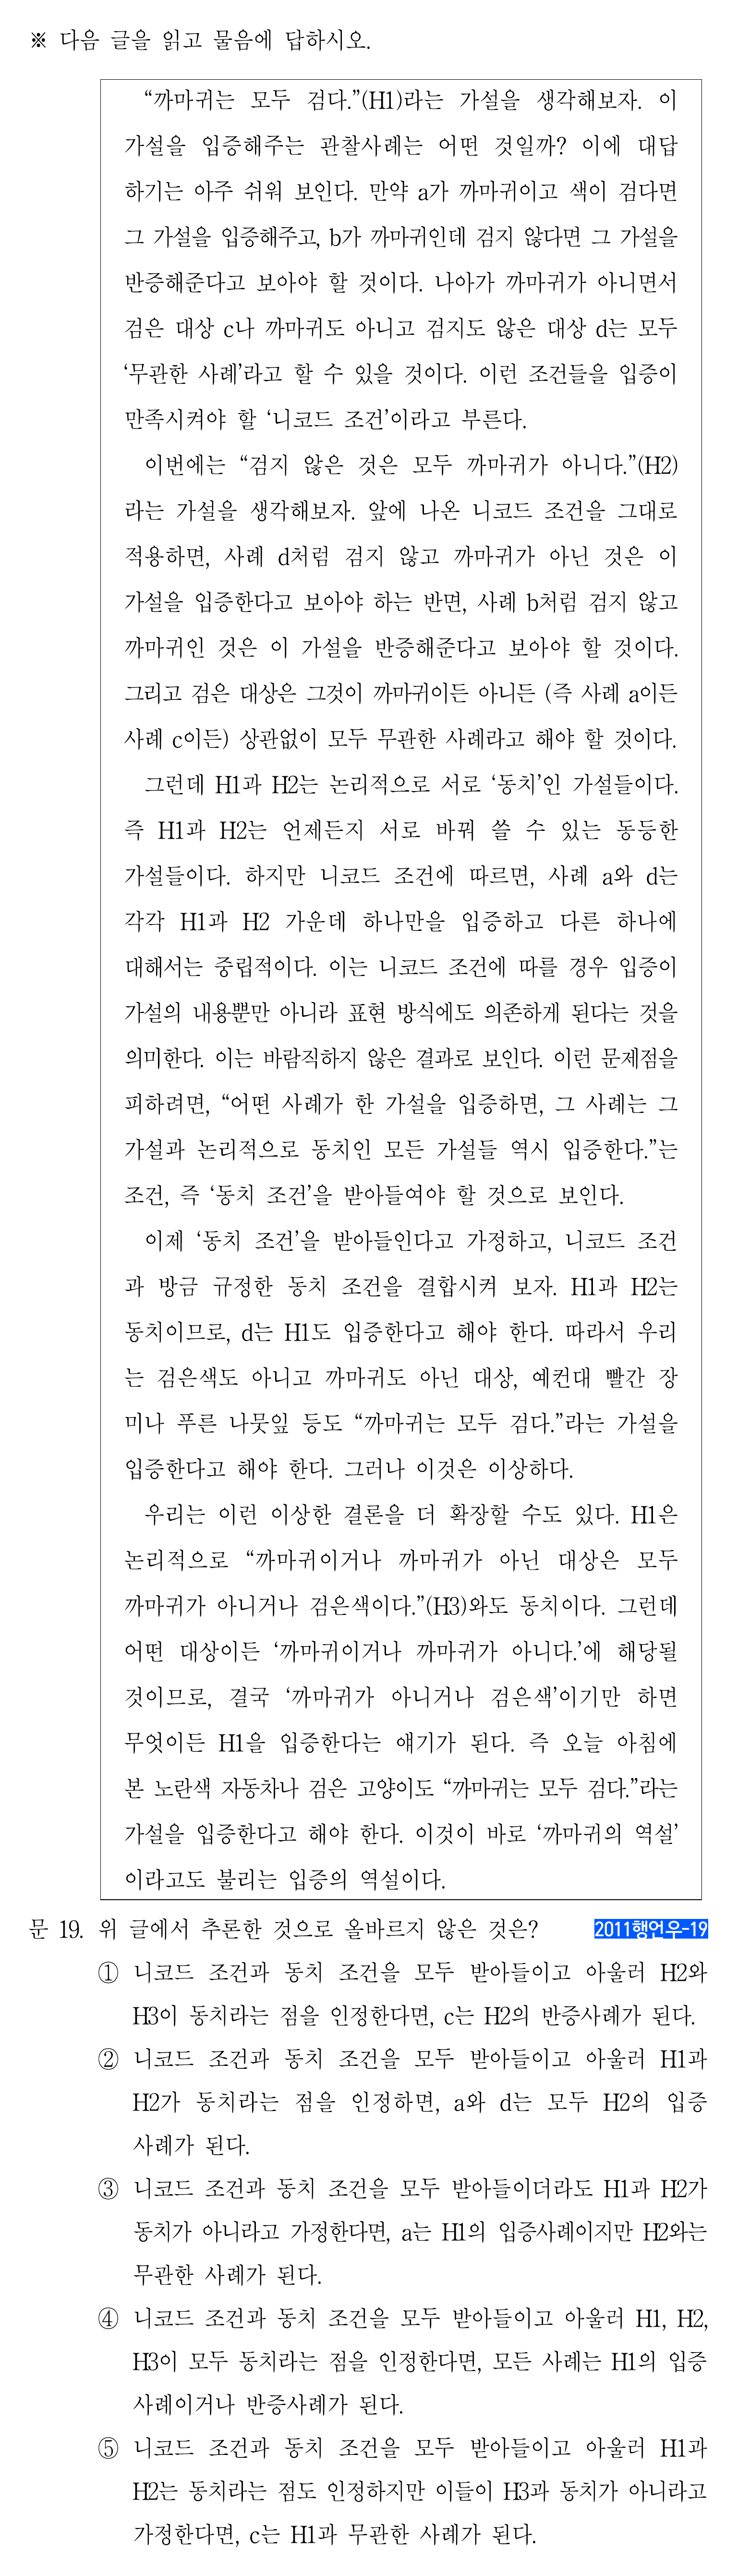 ※ 다음 글을 읽고 물음에 답하시오.
“까마귀는 모두 검다.”(H1)라는 가설을 생각해보자. 이
가설을 입증해주는 관찰사례는 어떤 것일까? 이에 대답
하기는 아주 쉬워 보인다. 만약 a가 까마귀이고 색이 검다면
그 가설을 입증해주고, b가 까마귀인데 검지 않다면 그 가설을
반증해준다고 보아야 할 것이다. 나아가 까마귀가 아니면서
검은 대상 c나 까마귀도 아니고 검지도 않은 대상 d는 모두
‘무관한 사례’라고 할 수 있을 것이다. 이런 조건들을 입증이
만족시켜야 할 ‘니코드 조건’이라고 부른다.
이번에는 “검지 않은 것은 모두 까마귀가 아니다.”(H2)
라는 가설을 생각해보자. 앞에 나온 니코드 조건을 그대로
적용하면, 사례 d처럼 검지 않고 까마귀가 아닌 것은 이
가설을 입증한다고 보아야 하는 반면, 사례 b처럼 검지 않고
까마귀인 것은 이 가설을 반증해준다고 보아야 할 것이다.
그리고 검은 대상은 그것이 까마귀이든 아니든 (즉 사례 a이든
사례 c이든) 상관없이 모두 무관한 사례라고 해야 할 것이다.
그런데 H1과 H2는 논리적으로 서로 ‘동치’인 가설들이다.
즉 H1과 H2는 언제든지 서로 바꿔 쓸 수 있는 동등한
가설들이다. 하지만 니코드 조건에 따르면, 사례 a와 d는
각각 H1과 H2 가운데 하나만을 입증하고 다른 하나에
대해서는 중립적이다. 이는 니코드 조건에 따를 경우 입증이
가설의 내용뿐만 아니라 표현 방식에도 의존하게 된다는 것을
의미한다. 이는 바람직하지 않은 결과로 보인다. 이런 문제점을
피하려면, “어떤 사례가 한 가설을 입증하면, 그 사례는 그
가설과 논리적으로 동치인 모든 가설들 역시 입증한다.”는
조건, 즉 ‘동치 조건’을 받아들여야 할 것으로 보인다.
이제 ‘동치 조건’을 받아들인다고 가정하고, 니코드 조건
과 방금 규정한 동치 조건을 결합시켜 보자. H1과 H2는
동치이므로, d는 H1도 입증한다고 해야 한다. 따라서 우리
는 검은색도 아니고 까마귀도 아닌 대상, 예컨대 빨간 장
미나 푸른 나뭇잎 등도 “까마귀는 모두 검다.”라는 가설을
입증한다고 해야 한다. 그러나 이것은 이상하다.
우리는 이런 이상한 결론을 더 확장할 수도 있다. H1은
논리적으로 “까마귀이거나 까마귀가 아닌 대상은 모두
까마귀가 아니거나 검은색이다.”(H3)와도 동치이다. 그런데
어떤 대상이든 ‘까마귀이거나 까마귀가 아니다.’에 해당될
것이므로, 결국 ‘까마귀가 아니거나 검은색’이기만 하면
무엇이든 H1을 입증한다는 얘기가 된다. 즉 오늘 아침에
본 노란색 자동차나 검은 고양이도 “까마귀는 모두 검다.”라는
가설을 입증한다고 해야 한다. 이것이 바로 ‘까마귀의 역설’
이라고도 불리는 입증의 역설이다.
문 19. 위 글에서 추론한 것으로 올바르지 않은 것은? 2011행언우-19
① 니코드 조건과 동치 조건을 모두 받아들이고 아울러 H2와
H3이 동치라는 점을 인정한다면, c는 H2의 반증사례가 된다.
② 니코드 조건과 동치 조건을 모두 받아들이고 아울러 H1과
H2가 동치라는 점을 인정하면, a와 d는 모두 H2의 입증
사례가 된다.
③ 니코드 조건과 동치 조건을 모두 받아들이더라도 H1과 H2가
동치가 아니라고 가정한다면, a는 H1의 입증사례이지만 H2와는
무관한 사례가 된다.
④ 니코드 조건과 동치 조건을 모두 받아들이고 아울러 H1, H2,
H3이 모두 동치라는 점을 인정한다면, 모든 사례는 H1의 입증
사례이거나 반증사례가 된다.
⑤ 니코드 조건과 동치 조건을 모두 받아들이고 아울러 H1과
H2는 동치라는 점도 인정하지만 이들이 H3과 동치가 아니라고
가정한다면, c는 H1과 무관한 사례가 된다.